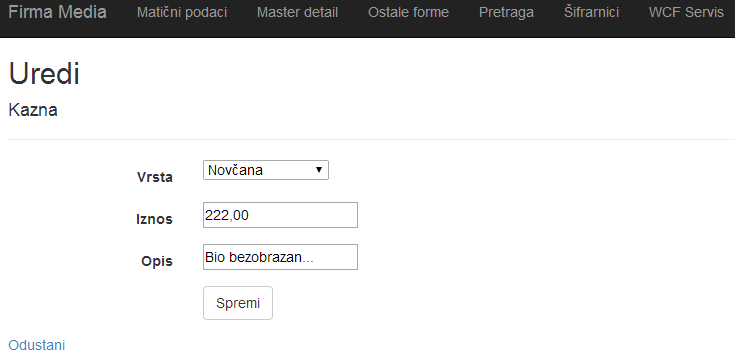 Firma Media Matični podaci Master detail Ostale forme Pretraga Šifrarnici WCF Servis
Uredi
Kazna
Vrsta Novčana
Iznos 222,00
Opis Bio bezobrazan...
Spremi
Odustani